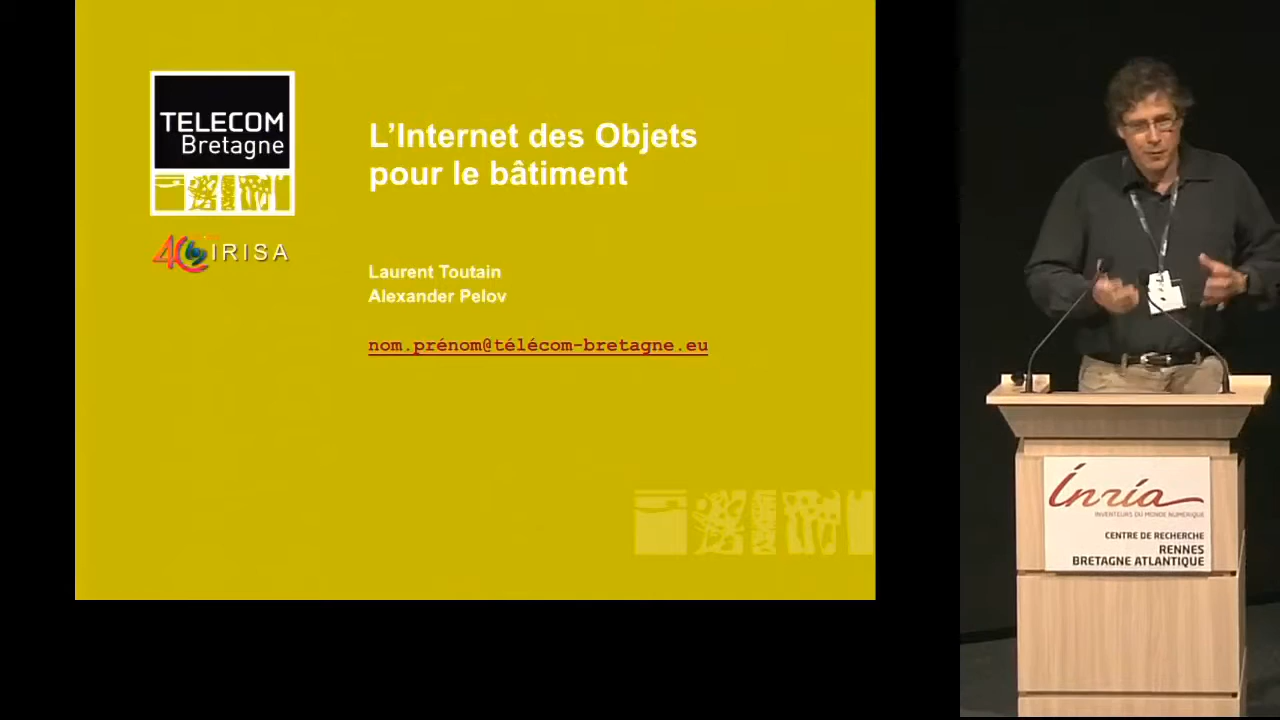 TELECOM
Bretagne
40 IRISA
L'Internet des Objets
pour le bâtiment
Laurent Toutain
Alexander Pelov
nom.prénom@télécom-bretagne.eu
Inria
INVENTEURS DU MONDE NUMÉRIQUE
CENTRE DE RECHERCHE
RENNES
BRETAGNE ATLANTIQUE